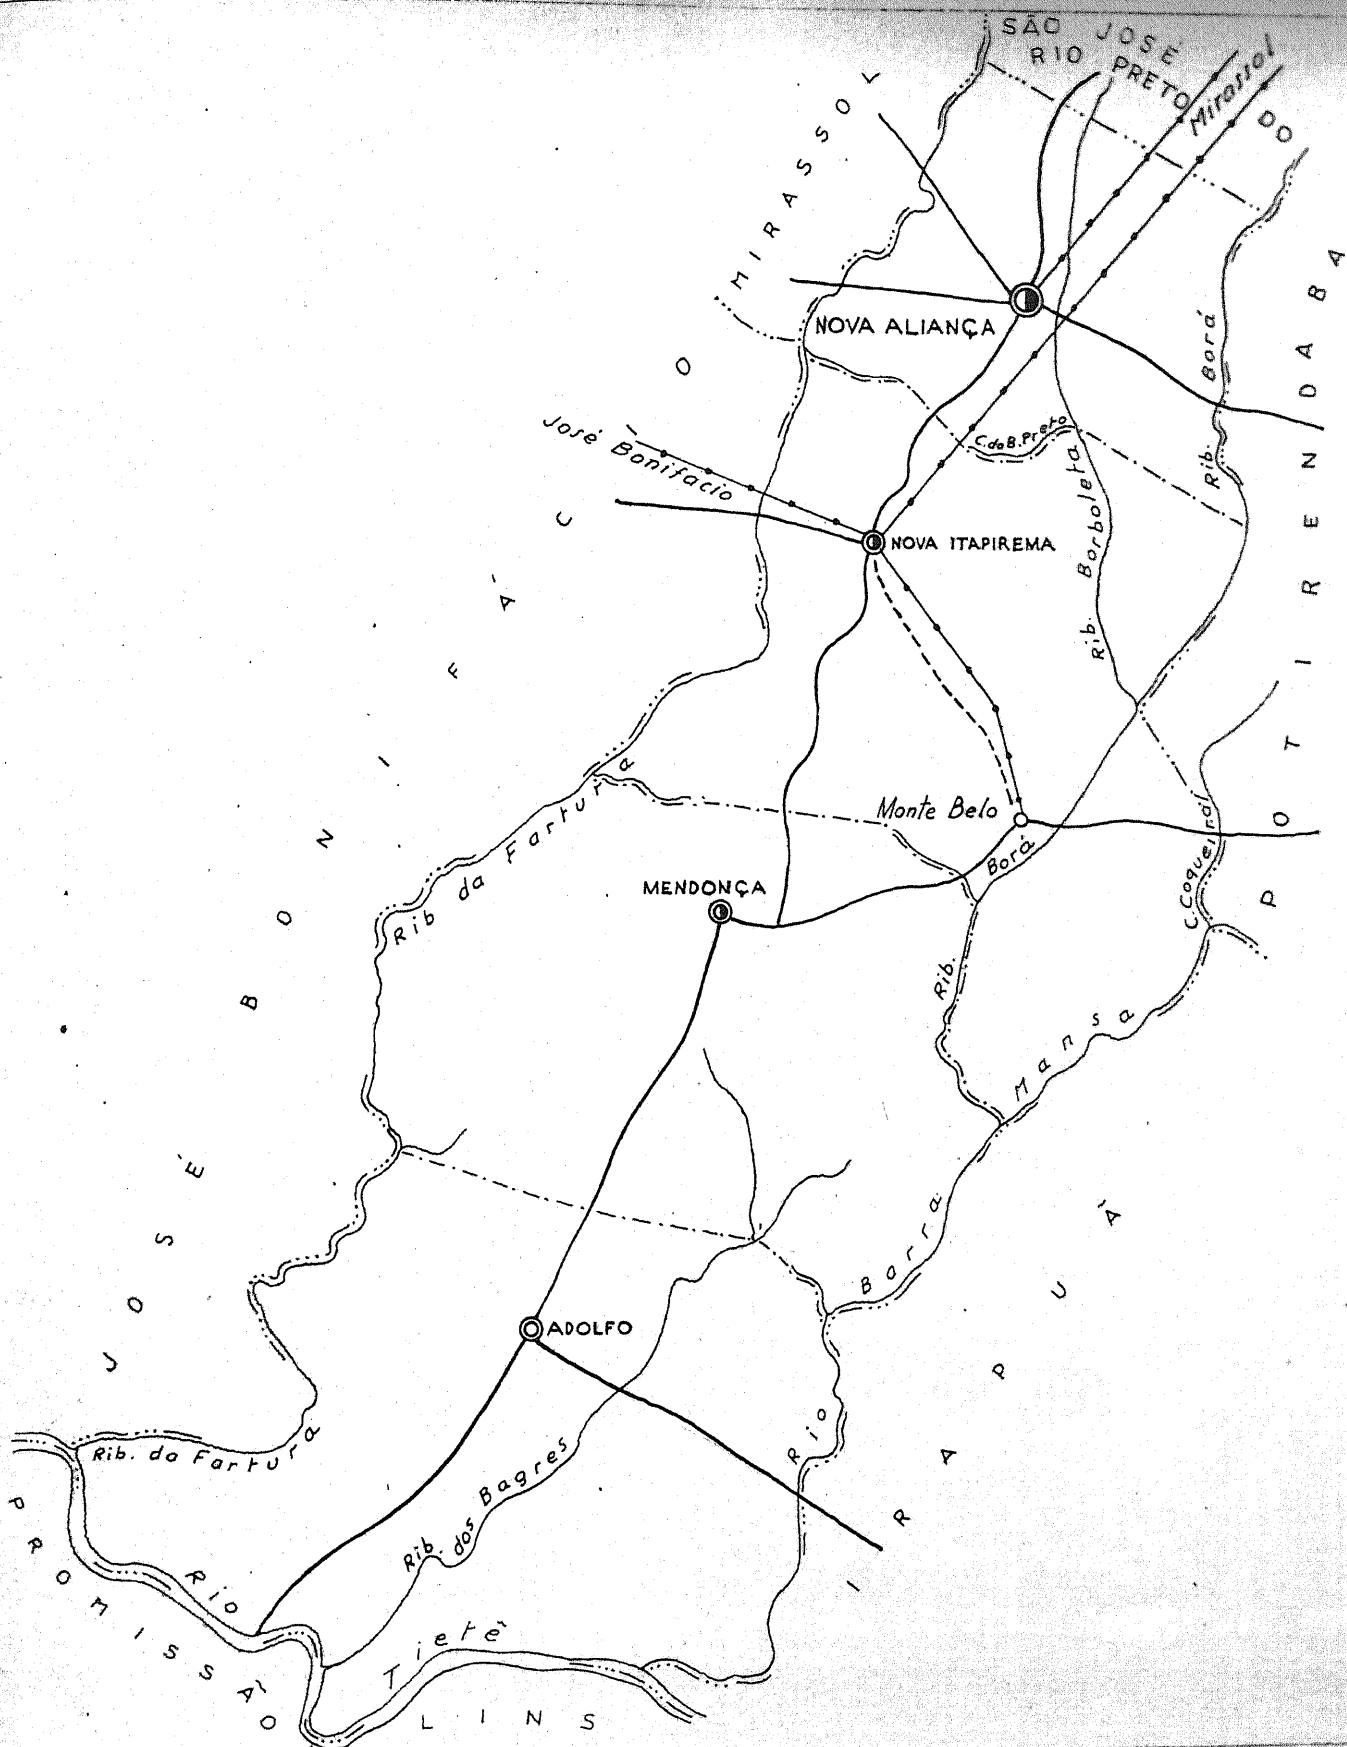 SÃO JOSÉ DO
RIO PRETO
Mirassol
MIRASSOL
NOVA ALIANÇA
Rib. Borá
POTIRENDABA
C. do B. Preto
José Bonifacio
NOVA ITAPIREMA
Rib. Borboleta
JOSÉ BONIFÁCIO
Rib da Fartura
Monte Belo
C. Coqueiral
MENDONÇA
Rib. Borá
Rio Barra Mansa
IRAPUÃ
ADOLFO
Rib. da Fartura
Rib. dos Bagres
PROMISSÃO
Rio Tietê
LINS